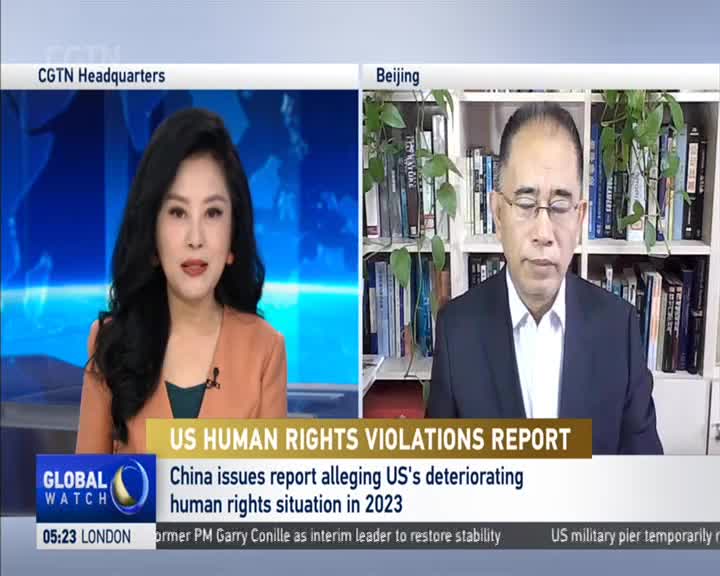 CGTN
CGTN Headquarters
Beijing
US HUMAN RIGHTS VIOLATIONS REPORT
China issues report alleging US's deteriorating
human rights situation in 2023
GLOBAL
WATCH
05:23 LONDON
ormer PM Garry Conille as interim leader to restore stability
US military pier temporarily